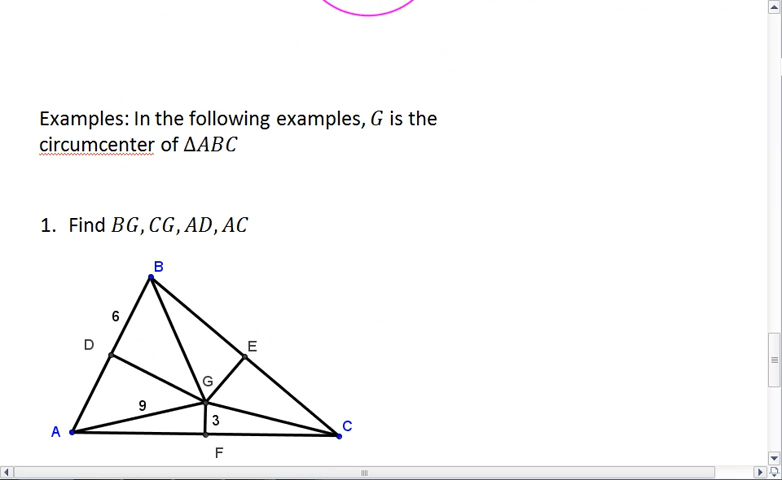 Examples: In the following examples, G is the
circumcenter of ΔABC
1. Find BG, CG, AD, AC
B
6
D
E
G
9
3
A
C
F